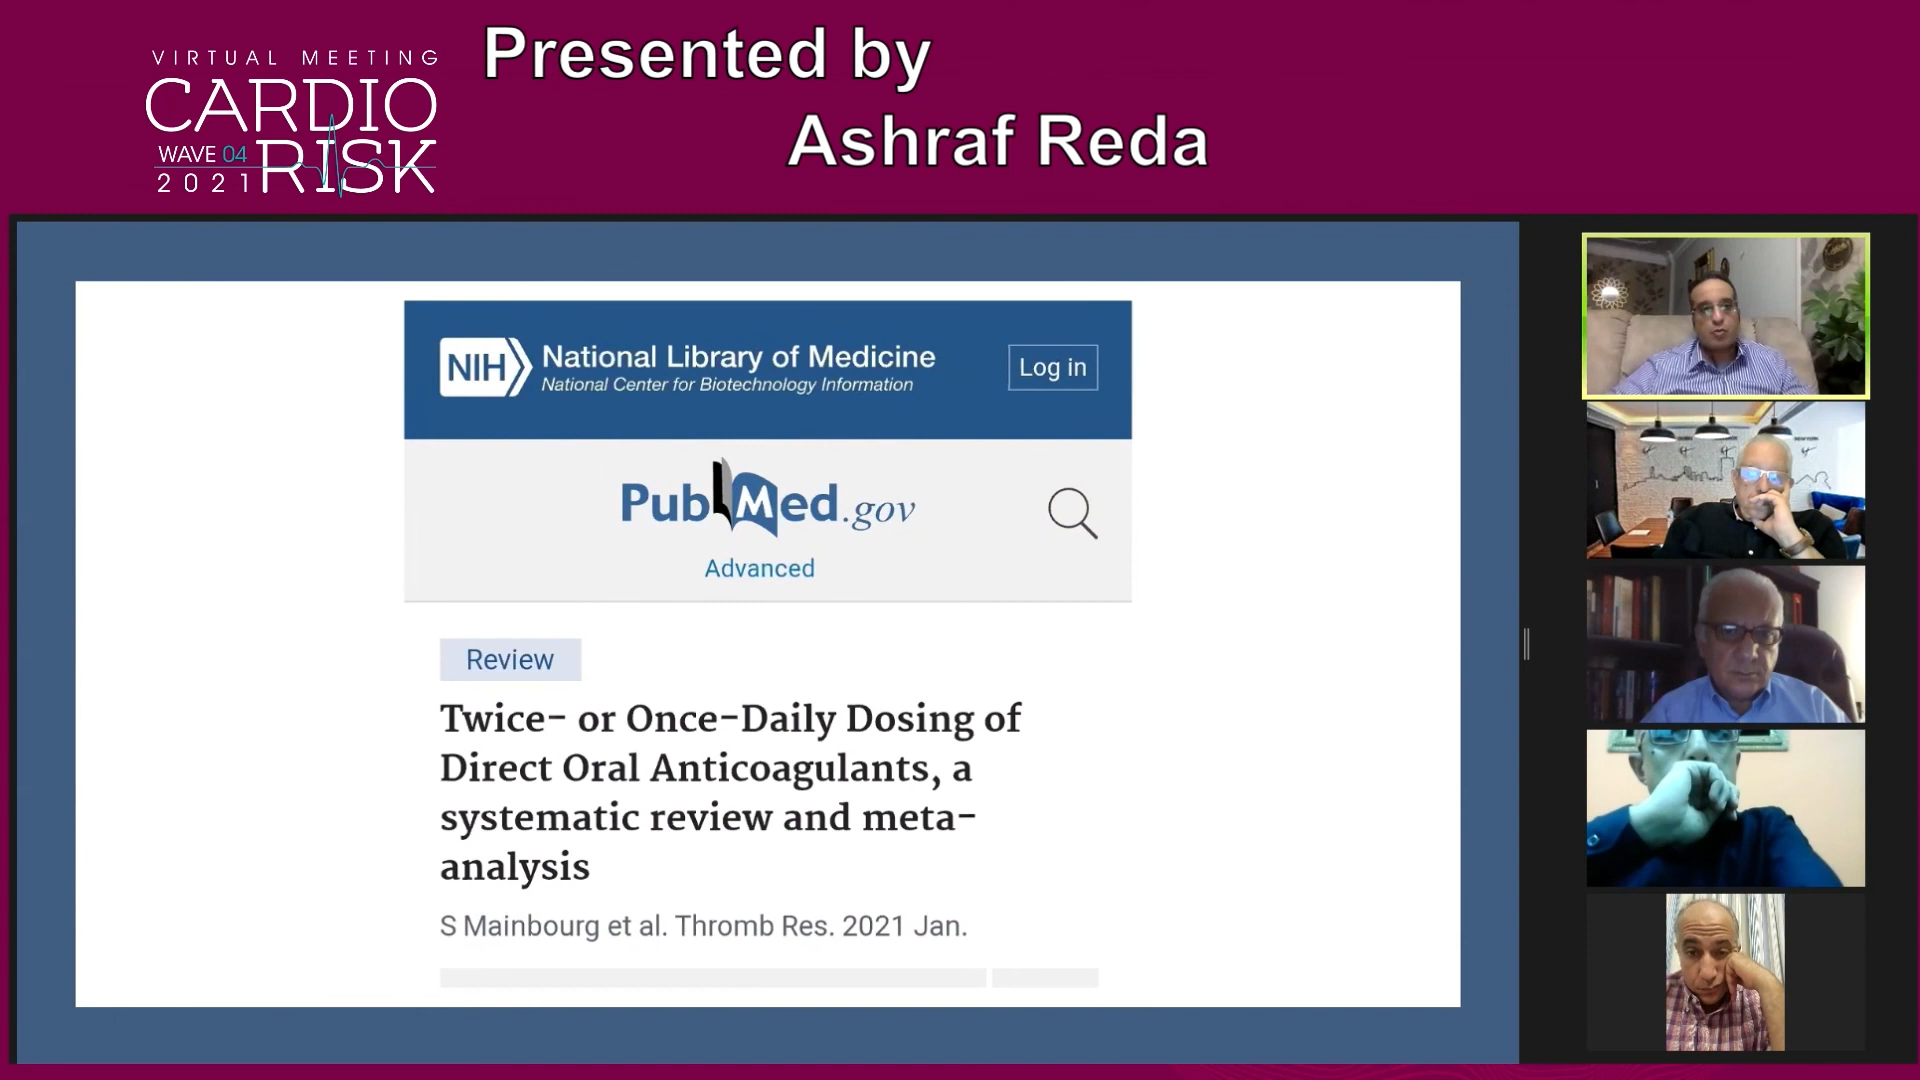 VIRTUAL MEETING
CARDIO
WAVE 04
RISK
2021
Presented by
Ashraf Reda
NIH
National Library of Medicine
National Center for Biotechnology Information
Log in
PubMed.gov
Advanced
Review
Twice- or Once-Daily Dosing of
Direct Oral Anticoagulants, a
systematic review and meta-
analysis
S Mainbourg et al. Thromb Res. 2021 Jan.